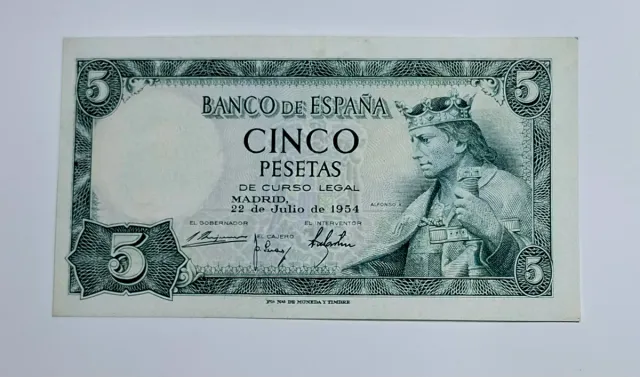 5 5
BANCO DE ESPAÑA
CINCO
PESETAS
DE CURSO LEGAL
MADRID,
22 de Julio de 1954
ALFONSO X
EL GOBERNADOR EL INTERVENTOR
EL CAJERO
5 5
Fca Nal DE MONEDA Y TIMBRE